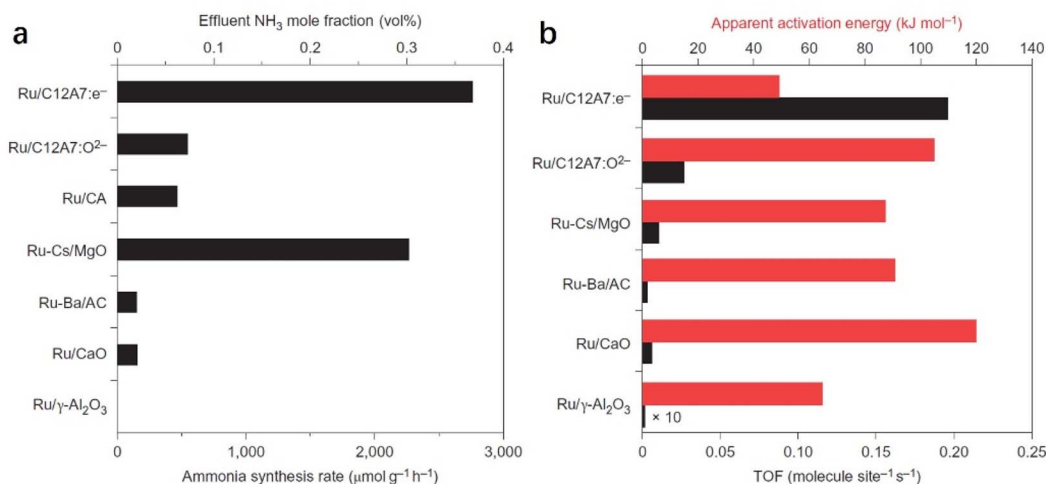 a
Effluent NH₃ mole fraction (vol%)
0 0.1 0.2 0.3 0.4
Ru/C12A7:e⁻
Ru/C12A7:O²⁻
Ru/CA
Ru-Cs/MgO
Ru-Ba/AC
Ru/CaO
Ru/γ-Al₂O₃
0 1,000 2,000 3,000
Ammonia synthesis rate (μmol g⁻¹ h⁻¹)
b
Apparent activation energy (kJ mol⁻¹)
0 20 40 60 80 100 120 140
Ru/C12A7:e⁻
Ru/C12A7:O²⁻
Ru-Cs/MgO
Ru-Ba/AC
Ru/CaO
Ru/γ-Al₂O₃
× 10
0 0.05 0.10 0.15 0.20 0.25
TOF (molecule site⁻¹ s⁻¹)